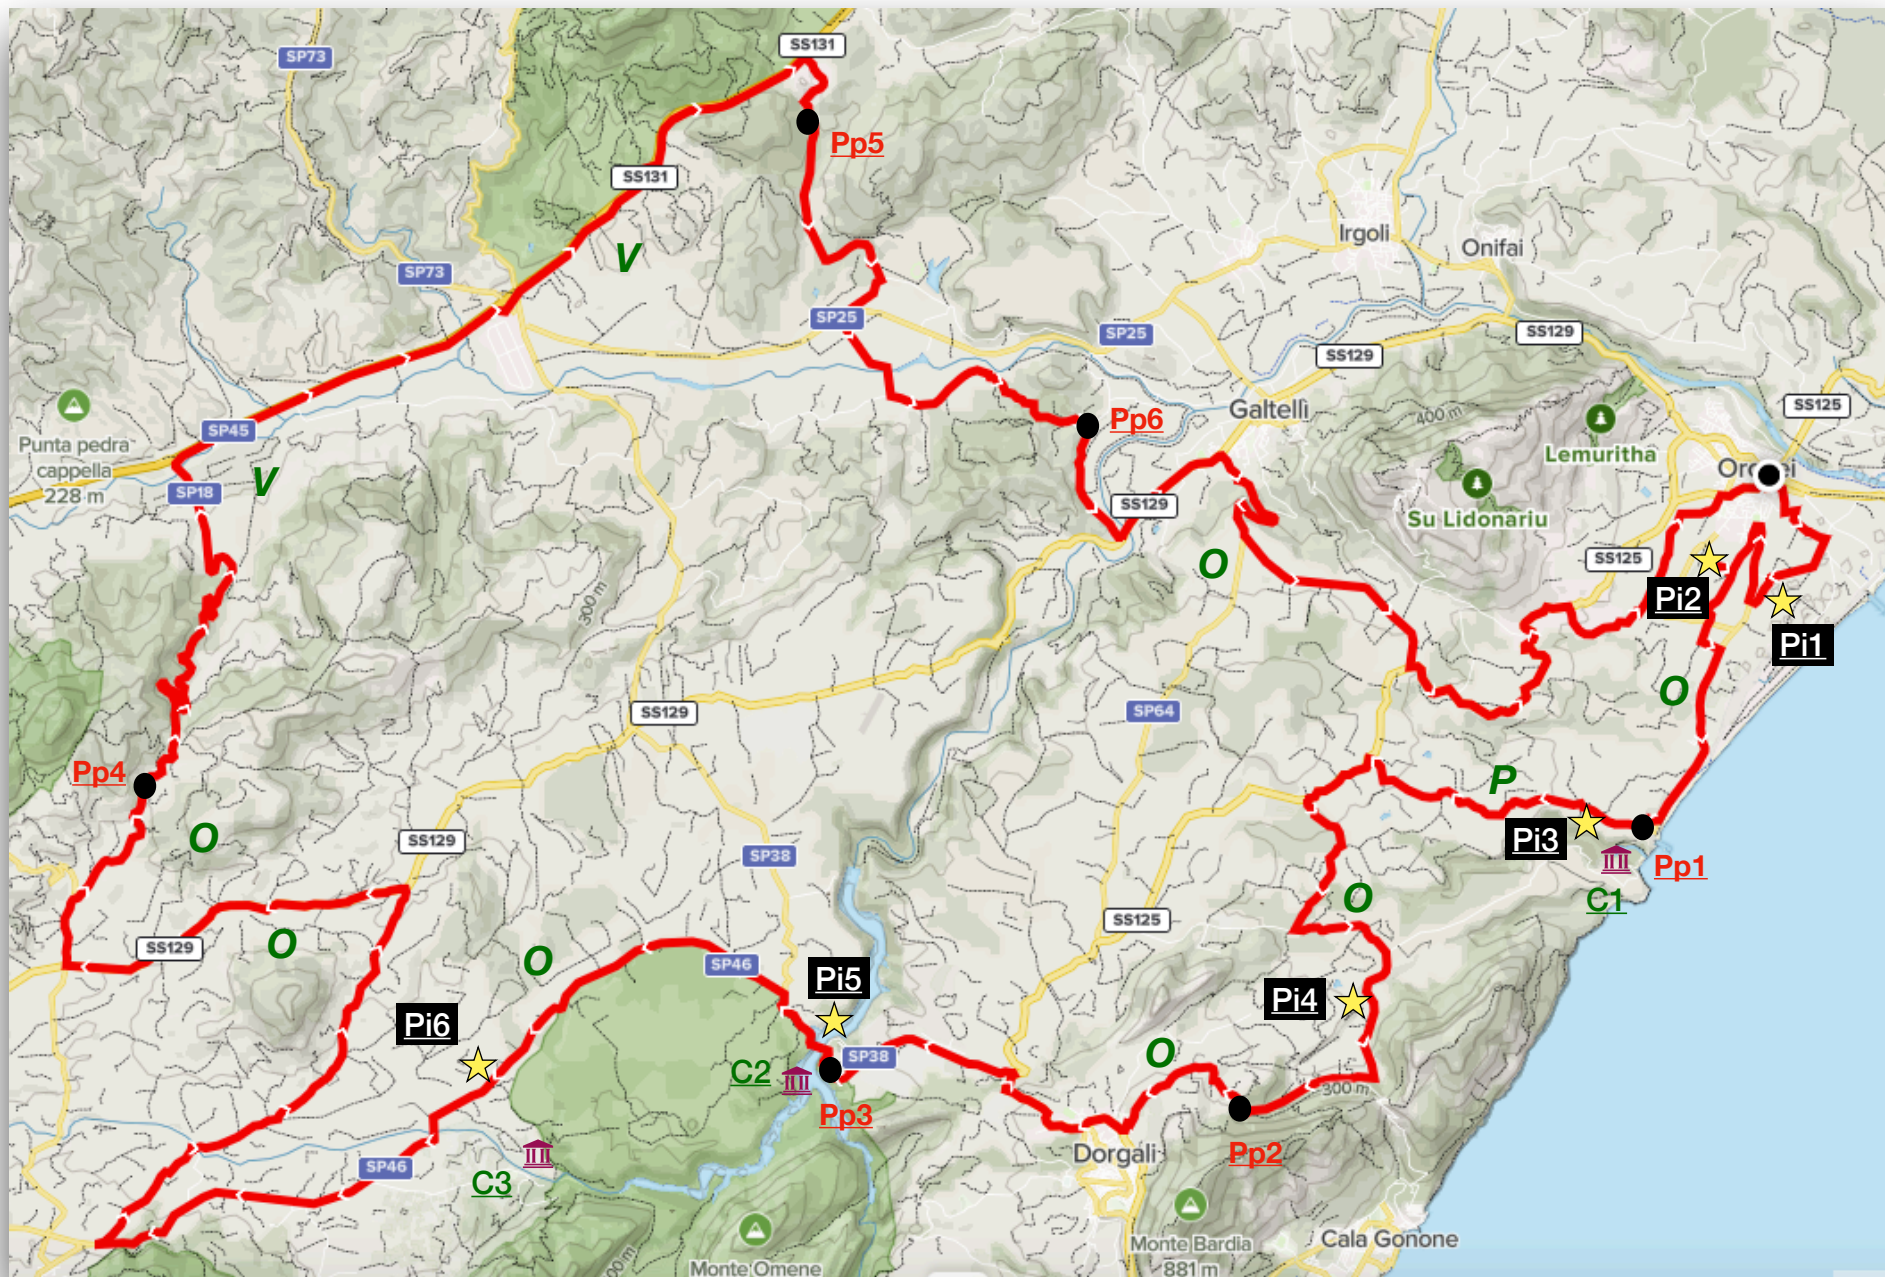 SS131
SP73
Pp5
SS131
Irgoli
Onifai
V
SP73
SP25
SP25
SS129
SS129
SS125
Galtellì
400 m
Pp6
Punta pedra
cappella
228 m
SP45
Lemuritha
V
SP18
SS129
Su Lidonariu
O
SS125
Pi2
300 m
Pi1
O
SS129
SP64
Pp4
P
O
SS129
SP38
Pi3
Pp1
C1
O
SS125
SS129
O
O
SP46
Pi5
Pi4
Pi6
O
SP38
C2
300 m
Pp3
Pp2
Dorgali
SP46
C3
Monte Bardia
881 m
Cala Gonone
Monte Omene